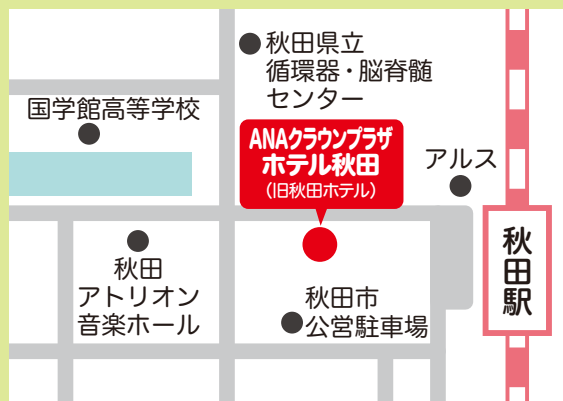 秋田県立
循環器・脳脊髄
センター
国学館高等学校
ANAクラウンプラザ
ホテル秋田
(旧秋田ホテル)
アルス
秋田駅
秋田
アトリオン
音楽ホール
秋田市
公営駐車場